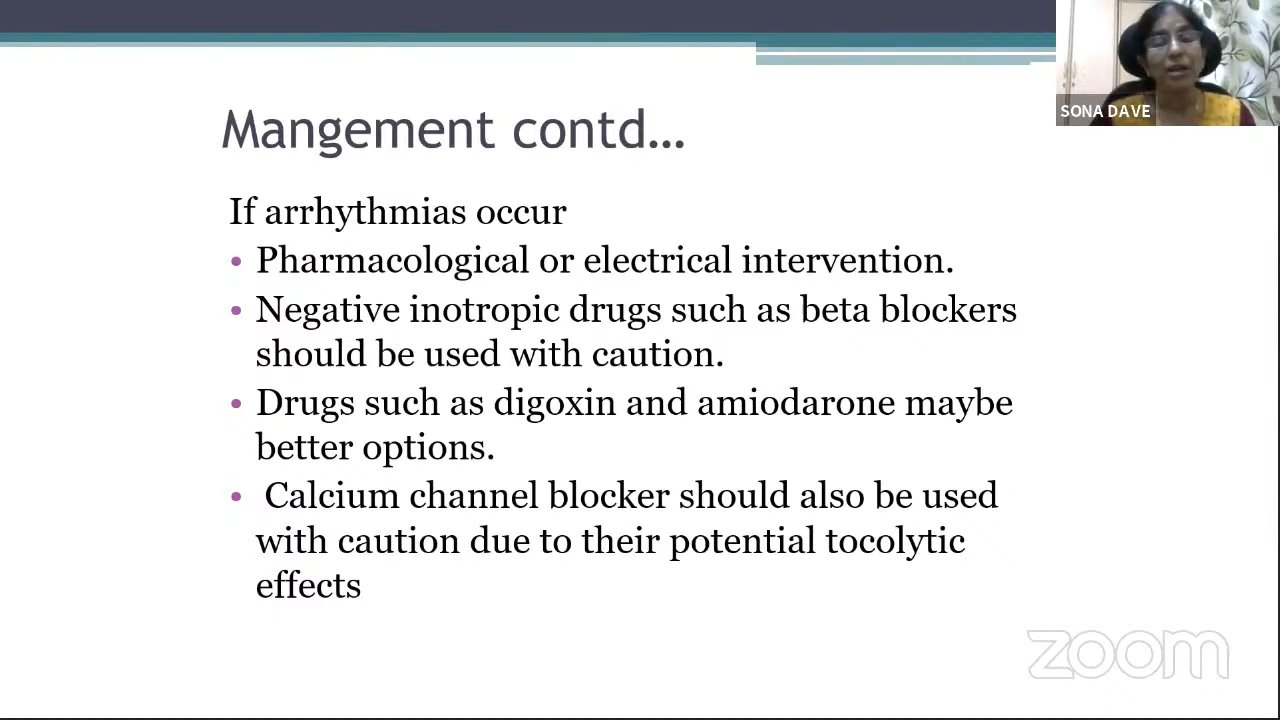 SONA DAVE
Mangement contd…
If arrhythmias occur
• Pharmacological or electrical intervention.
• Negative inotropic drugs such as beta blockers
should be used with caution.
• Drugs such as digoxin and amiodarone maybe
better options.
• Calcium channel blocker should also be used
with caution due to their potential tocolytic
effects
zoom